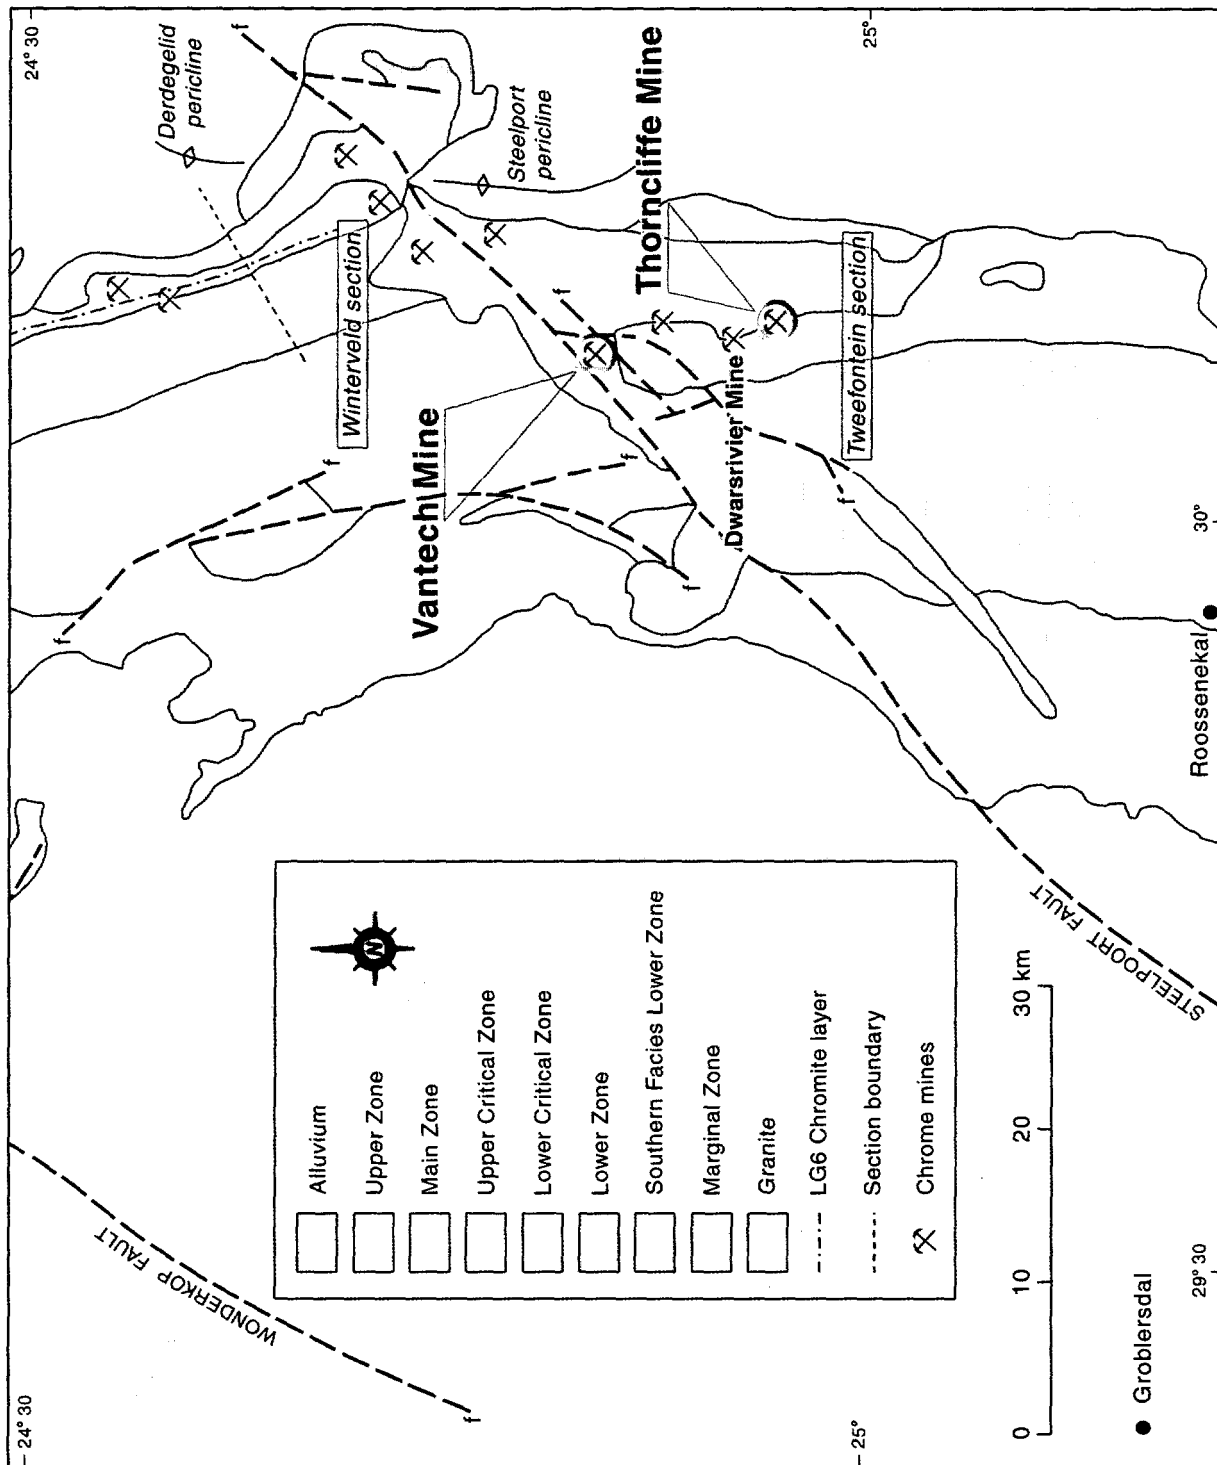 24° 30
24° 30
25°
25°
30°
29° 30
f
f
f
f
f
f
f
f
Derdegelid
pericline
Steelport
pericline
Winterveld section
Thorncliffe Mine
Vantech Mine
Dwarsrivier Mine
Tweefontein section
WONDERKOP FAULT
STEELPOORT FAULT
Roossenekal
Groblersdal
N
Alluvium
Upper Zone
Main Zone
Upper Critical Zone
Lower Critical Zone
Lower Zone
Southern Facies Lower Zone
Marginal Zone
Granite
LG6 Chromite layer
Section boundary
Chrome mines
0 10 20 30 km